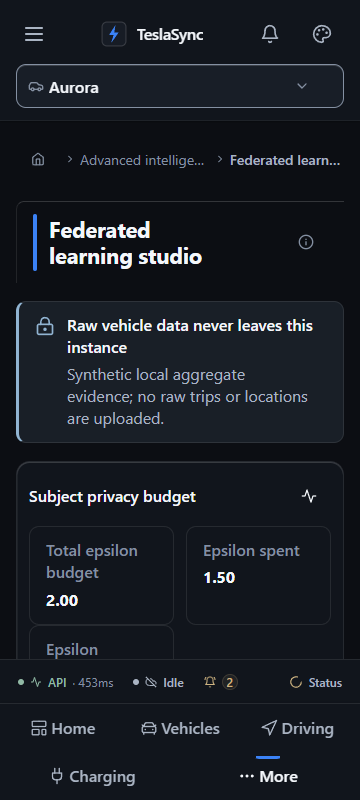 TeslaSync
Aurora
Advanced intellige... Federated learn...
Federated
learning studio
Raw vehicle data never leaves this
instance
Synthetic local aggregate
evidence; no raw trips or locations
are uploaded.
Subject privacy budget
Total epsilon
budget
2.00
Epsilon spent
1.50
Epsilon
API · 453ms Idle 2 Status
Home Vehicles Driving
Charging More